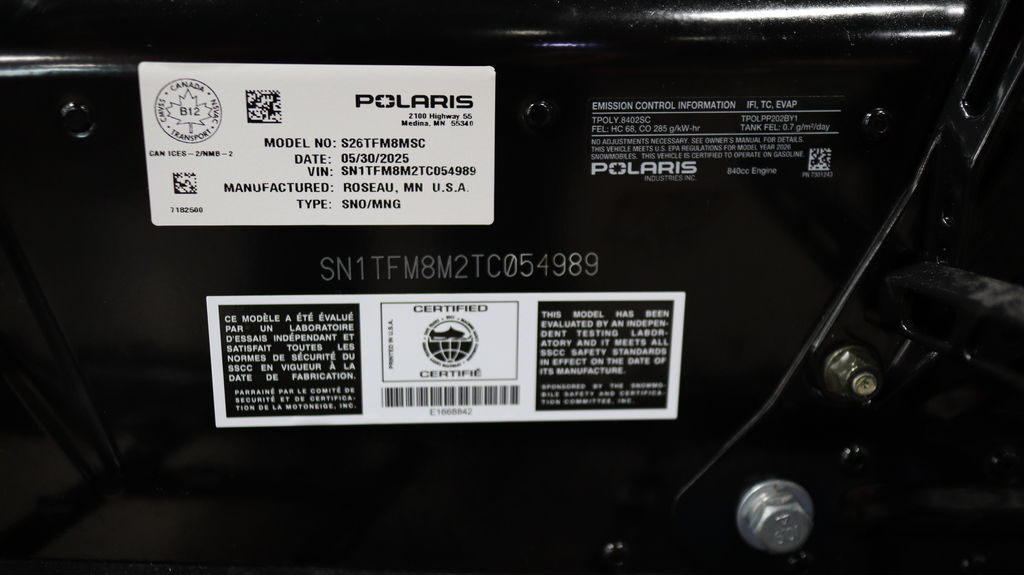 CANADA
B12
TRANSPORT
CMVSS
NSVAC
CAN ICES-2/NMB-2
7182500
POLARIS
2100 Highway 55
Medina, MN 55340
MODEL NO: S26TFM8MSC
DATE: 05/30/2025
VIN: SN1TFM8M2TC054989
MANUFACTURED: ROSEAU, MN U.S.A.
TYPE: SNO/MNG
EMISSION CONTROL INFORMATION IFI, TC, EVAP
TPOLY.8402SC TPOLPP202BY1
FEL: HC 68, CO 285 g/kW-hr TANK FEL: 0.7 g/m²/day
NO ADJUSTMENTS NECESSARY. SEE OWNER'S MANUAL FOR DETAILS.
THIS VEHICLE MEETS U.S. EPA REGULATIONS FOR MODEL YEAR 2026
SNOWMOBILES. THIS VEHICLE IS CERTIFIED TO OPERATE ON GASOLINE.
POLARIS
INDUSTRIES INC.
840cc Engine
PN 7301243
SN1TFM8M2TC054989
CE MODÈLE A ÉTÉ ÉVALUÉ
PAR UN LABORATOIRE
D'ESSAIS INDÉPENDANT ET
SATISFAIT TOUTES LES
NORMES DE SÉCURITÉ DU
SSCC EN VIGUEUR À LA
DATE DE FABRICATION.
PARRAINÉ PAR LE COMITÉ DE
SÉCURITÉ ET CERTIFICA-
TION DE LA MOTONEIGE, INC.
PRINTED IN U.S.A.
CERTIFIED
CERTIFIÉ
E1668842
THIS MODEL HAS BEEN
EVALUATED BY AN INDEPEN-
DENT TESTING LABOR-
ATORY AND IT MEETS ALL
SSCC SAFETY STANDARDS
IN EFFECT ON THE DATE OF
ITS MANUFACTURE.
SPONSORED BY THE SNOWMO-
BILE SAFETY AND CERTIFICA-
TION COMMITTEE, INC.